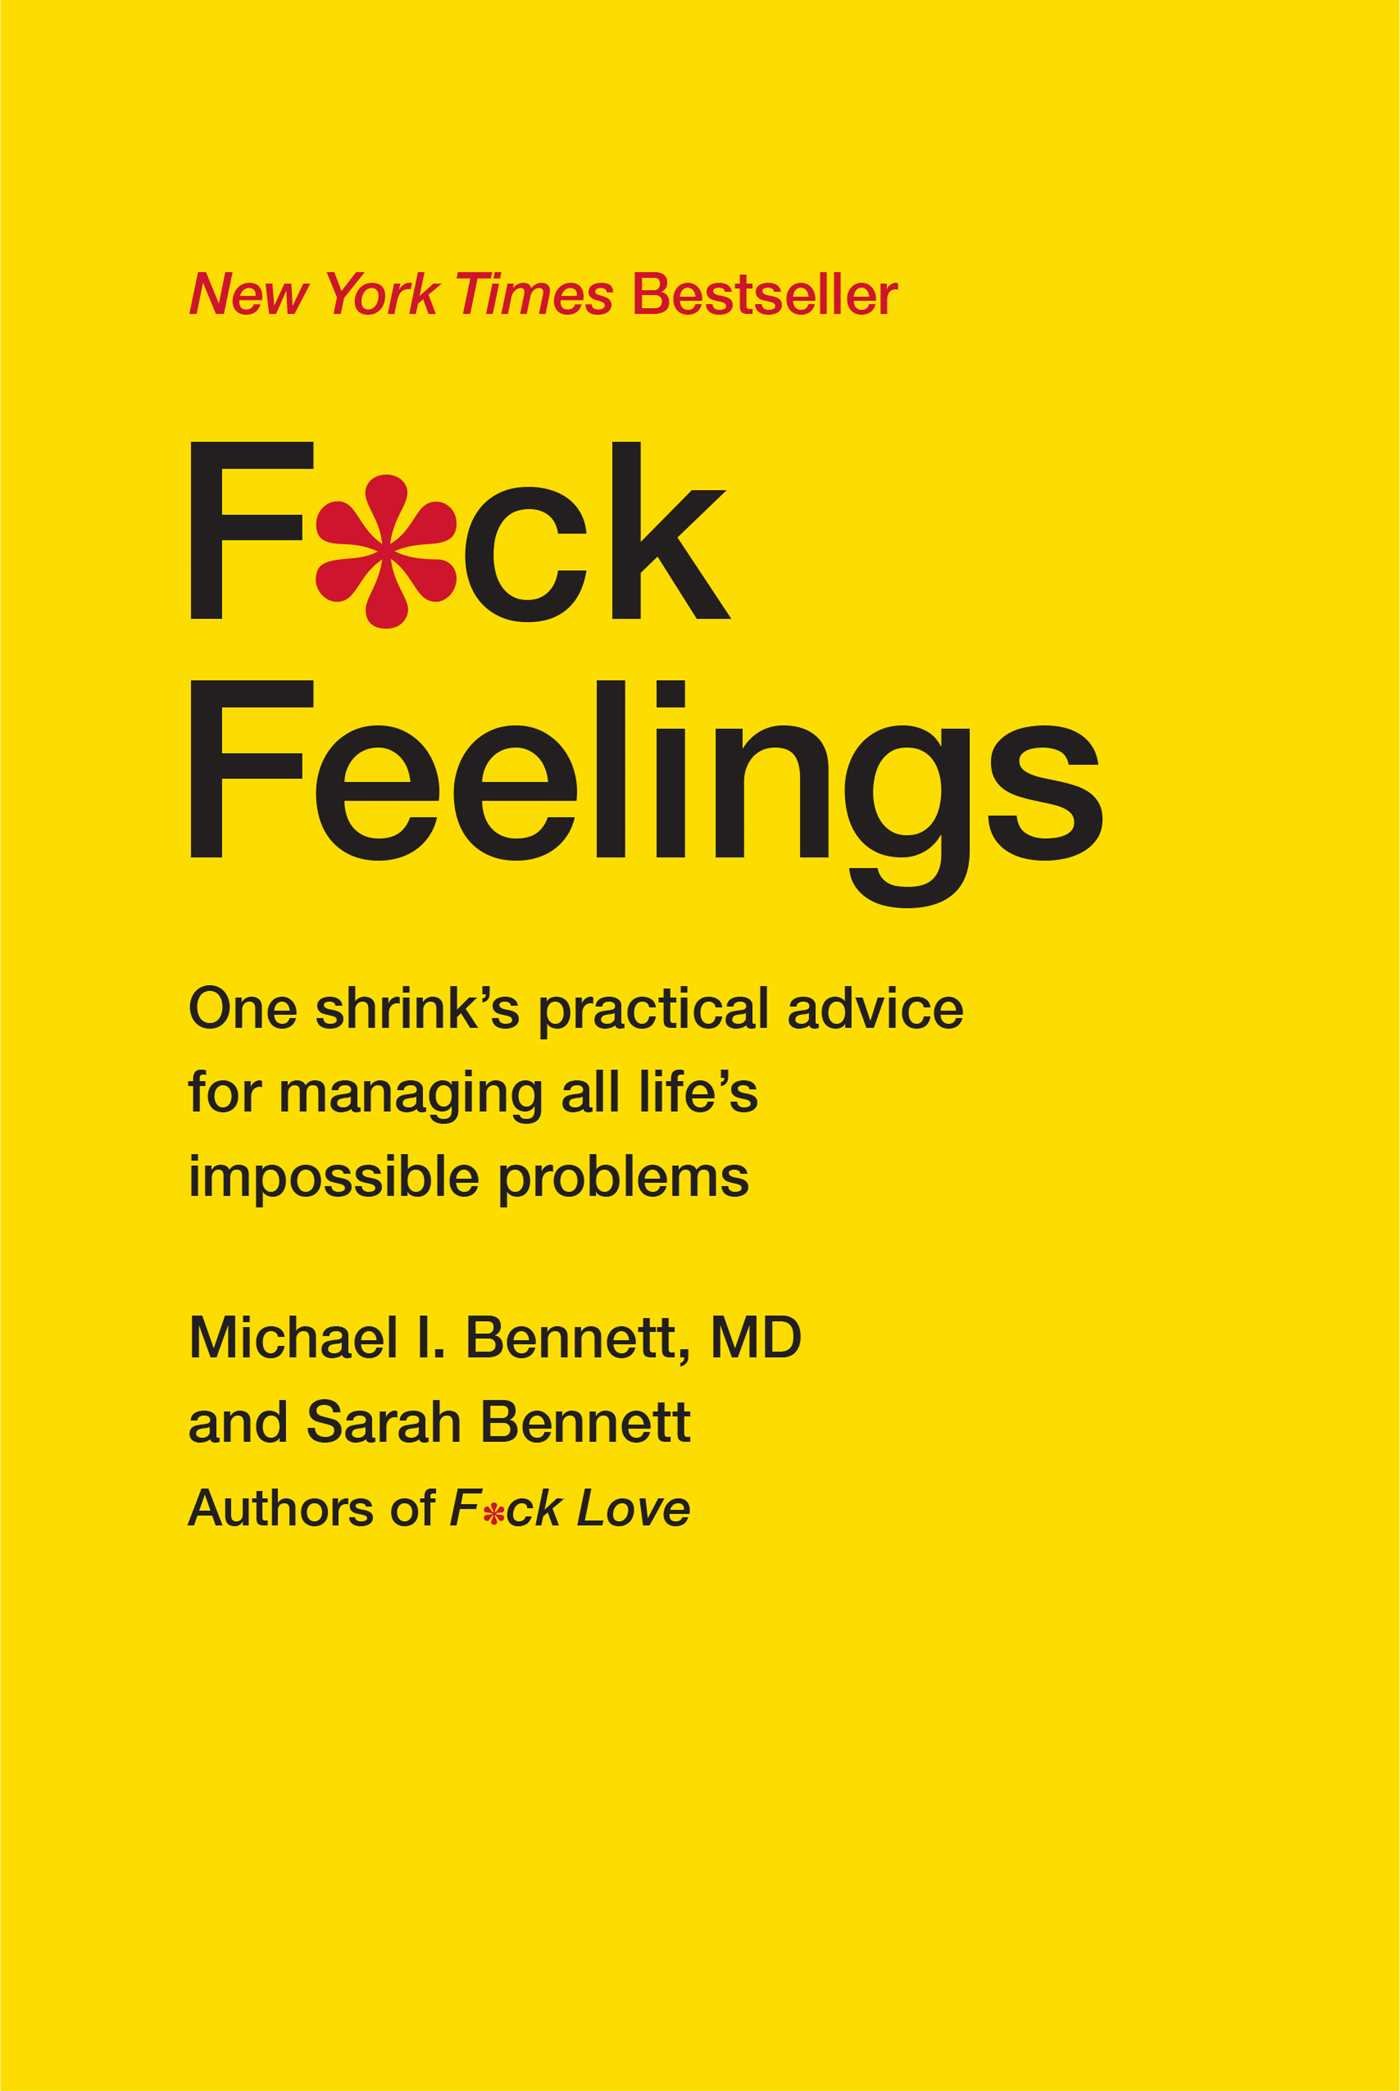 New York Times Bestseller
F*ck
Feelings
One shrink’s practical advice
for managing all life’s
impossible problems
Michael I. Bennett, MD
and Sarah Bennett
Authors of F*ck Love